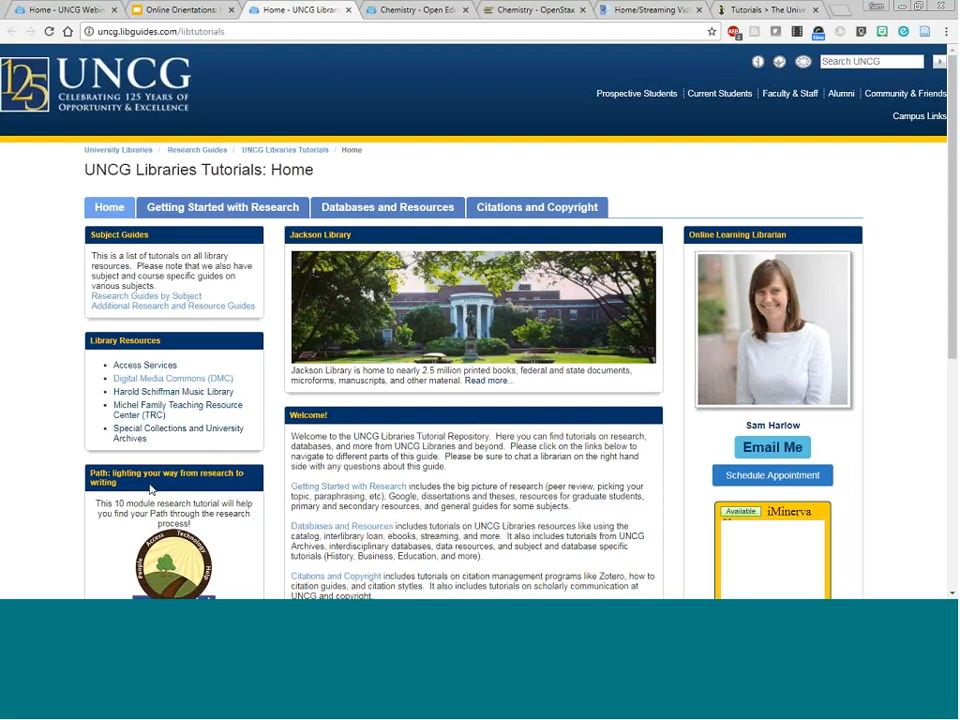 Home - UNCG Webin
Online Orientations:
Home - UNCG Librar
Chemistry - Open Edu
Chemistry - OpenStax
Home/Streaming Vid
Tutorials > The Unive
Sam
uncg.libguides.com/libtutorials
Search UNCG
125
UNCG
CELEBRATING 125 YEARS OF
OPPORTUNITY & EXCELLENCE
Prospective Students
Current Students
Faculty & Staff
Alumni
Community & Friends
Campus Links
University Libraries / Research Guides / UNCG Libraries Tutorials / Home
UNCG Libraries Tutorials: Home
Home
Getting Started with Research
Databases and Resources
Citations and Copyright
Subject Guides
This is a list of tutorials on all library
resources. Please note that we also have
subject and course specific guides on
various subjects.
Research Guides by Subject
Additional Research and Resource Guides
Library Resources
Access Services
Digital Media Commons (DMC)
Harold Schiffman Music Library
Michel Family Teaching Resource
Center (TRC)
Special Collections and University
Archives
Path: lighting your way from research to
writing
This 10 module research tutorial will help
you find your Path through the research
process!
People Access Technology Help
Jackson Library
Jackson Library is home to nearly 2.5 million printed books, federal and state documents,
microforms, manuscripts, and other material. Read more...
Welcome!
Welcome to the UNCG Libraries Tutorial Repository. Here you can find tutorials on research,
databases, and more from UNCG Libraries and beyond. Please click on the links below to
navigate to different parts of this guide. Please be sure to chat a librarian on the right hand
side with any questions about this guide.
Getting Started with Research includes the big picture of research (peer review, picking your
topic, paraphrasing, etc), Google, dissertations and theses, resources for graduate students,
primary and secondary resources, and general guides for some subjects.
Databases and Resources includes tutorials on UNCG Libraries resources like using the
catalog, interlibrary loan, ebooks, streaming, and more. It also includes tutorials from UNCG
Archives, interdisciplinary databases, data resources, and subject and database specific
tutorials (History, Business, Education, and more).
Citations and Copyright includes tutorials on citation management programs like Zotero, how to
citation guides, and citation styltes. It also includes tutorials on scholarly communication at
UNCG and copyright.
Online Learning Librarian
Sam Harlow
Email Me
Schedule Appointment
Available
iMinerva